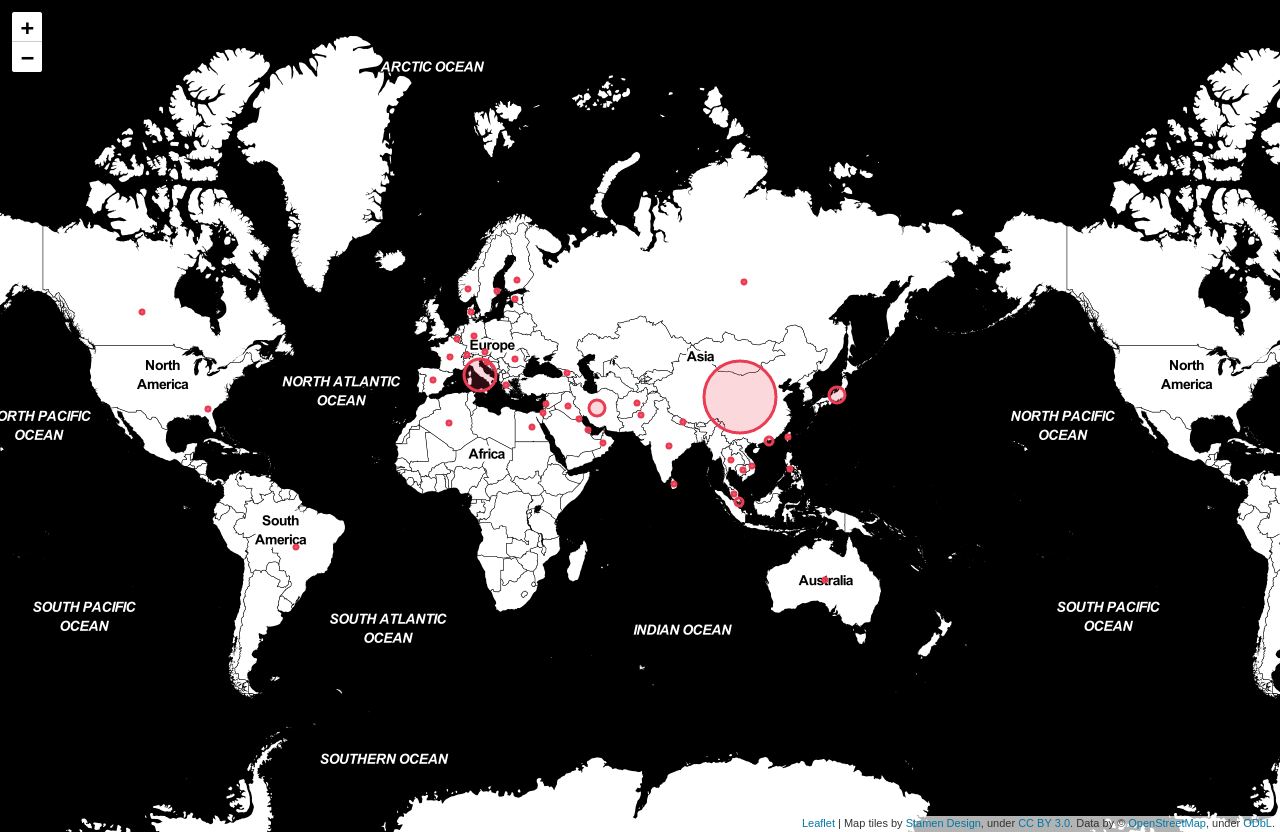 +
−
ARCTIC OCEAN
Europe
Asia
North
America
North
America
NORTH ATLANTIC
OCEAN
ORTH PACIFIC
OCEAN
NORTH PACIFIC
OCEAN
Africa
South
America
Australia
SOUTH PACIFIC
OCEAN
SOUTH ATLANTIC
OCEAN
INDIAN OCEAN
SOUTH PACIFIC
OCEAN
SOUTHERN OCEAN
Leaflet | Map tiles by Stamen Design, under CC BY 3.0. Data by © OpenStreetMap, under ODbL.